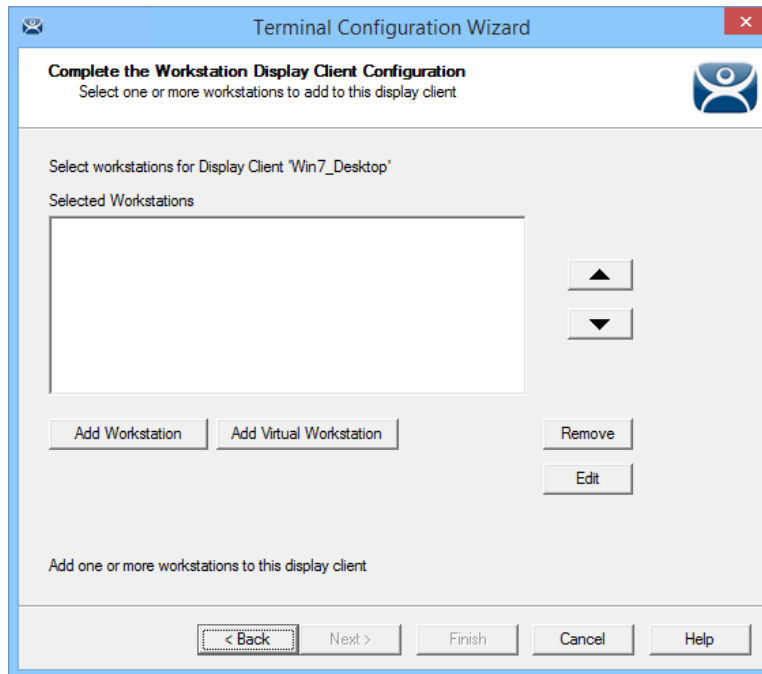 Terminal Configuration Wizard
Complete the Workstation Display Client Configuration
Select one or more workstations to add to this display client
Select workstations for Display Client 'Win7_Desktop'
Selected Workstations
Add Workstation
Add Virtual Workstation
Remove
Edit
Add one or more workstations to this display client
< Back
Next >
Finish
Cancel
Help